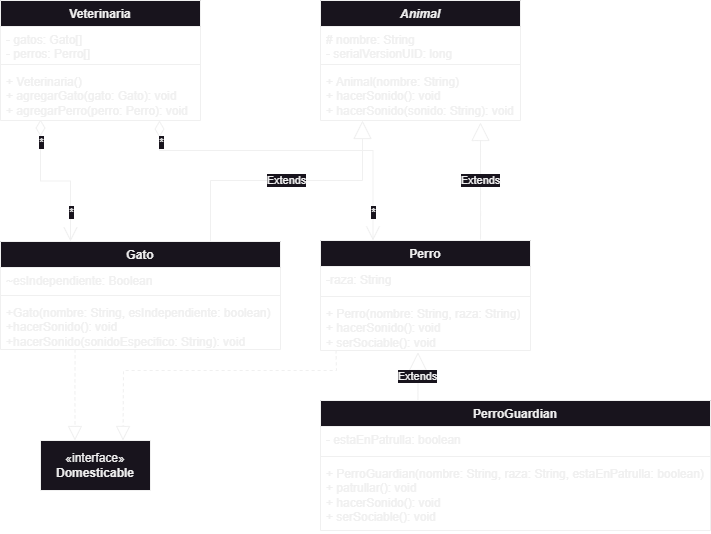 Veterinaria
- gatos: Gato[]
- perros: Perro[]
+ Veterinaria()
+ agregarGato(gato: Gato): void
+ agregarPerro(perro: Perro): void
Animal
# nombre: String
- serialVersionUID: long
+ Animal(nombre: String)
+ hacerSonido(): void
+ hacerSonido(sonido: String): void
*
*
Extends
Extends
*
*
Gato
-esIndependiente: Boolean
+Gato(nombre: String, esIndependiente: boolean)
+hacerSonido(): void
+hacerSonido(sonidoEspecifico: String): void
Perro
-raza: String
+ Perro(nombre: String, raza: String)
+ hacerSonido(): void
+ serSociable(): void
Extends
«interface»
Domesticable
PerroGuardian
- estaEnPatrulla: boolean
+ PerroGuardian(nombre: String, raza: String, estaEnPatrulla: boolean)
+ patrullar(): void
+ hacerSonido(): void
+ serSociable(): void